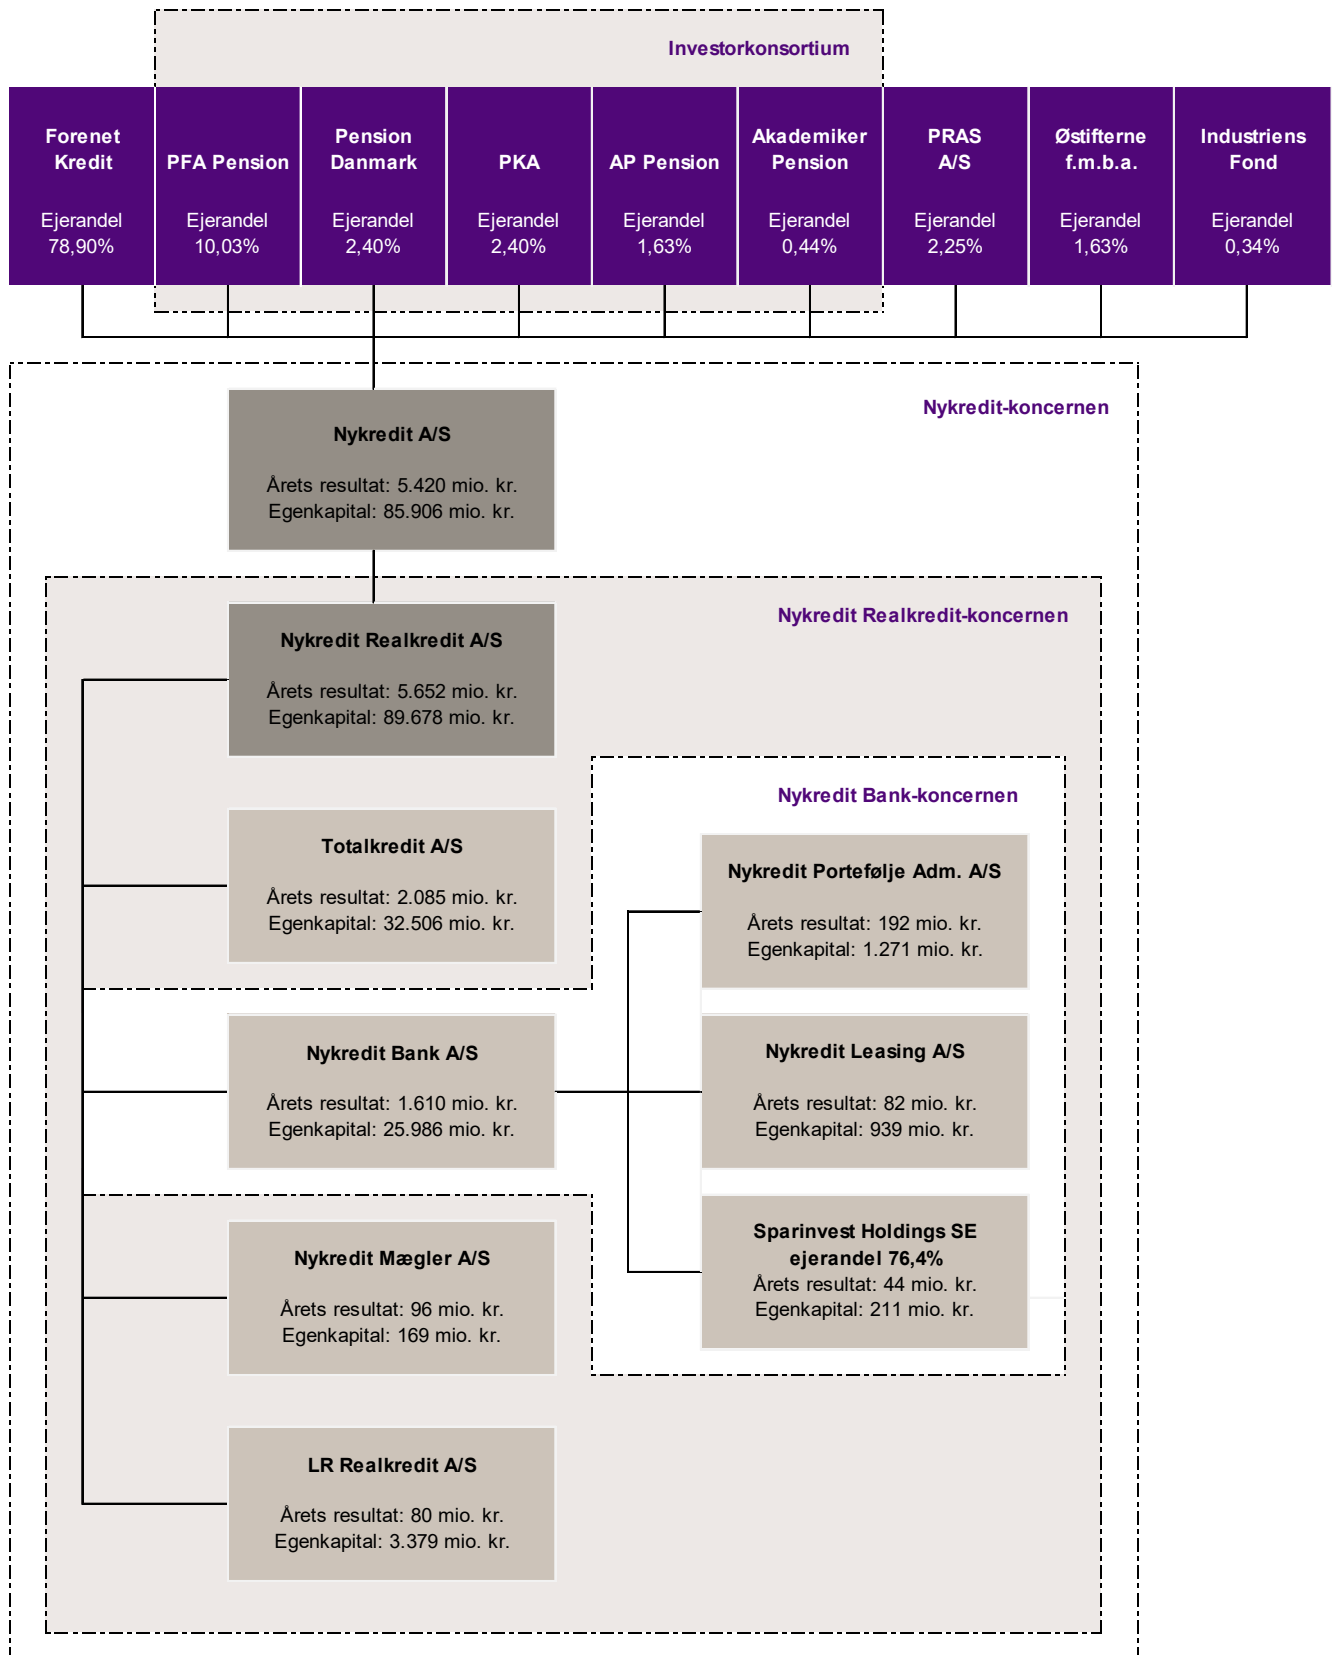 Investorkonsortium
Forenet
Kredit
Ejerandel
78,90%
PFA Pension
Ejerandel
10,03%
Pension
Danmark
Ejerandel
2,40%
PKA
Ejerandel
2,40%
AP Pension
Ejerandel
1,63%
Akademiker
Pension
Ejerandel
0,44%
PRAS
A/S
Ejerandel
2,25%
Østifterne
f.m.b.a.
Ejerandel
1,63%
Industriens
Fond
Ejerandel
0,34%
Nykredit-koncernen
Nykredit A/S
Årets resultat: 5.420 mio. kr.
Egenkapital: 85.906 mio. kr.
Nykredit Realkredit-koncernen
Nykredit Realkredit A/S
Årets resultat: 5.652 mio. kr.
Egenkapital: 89.678 mio. kr.
Totalkredit A/S
Årets resultat: 2.085 mio. kr.
Egenkapital: 32.506 mio. kr.
Nykredit Bank-koncernen
Nykredit Bank A/S
Årets resultat: 1.610 mio. kr.
Egenkapital: 25.986 mio. kr.
Nykredit Portefølje Adm. A/S
Årets resultat: 192 mio. kr.
Egenkapital: 1.271 mio. kr.
Nykredit Leasing A/S
Årets resultat: 82 mio. kr.
Egenkapital: 939 mio. kr.
Sparinvest Holdings SE
ejerandel 76,4%
Årets resultat: 44 mio. kr.
Egenkapital: 211 mio. kr.
Nykredit Mægler A/S
Årets resultat: 96 mio. kr.
Egenkapital: 169 mio. kr.
LR Realkredit A/S
Årets resultat: 80 mio. kr.
Egenkapital: 3.379 mio. kr.